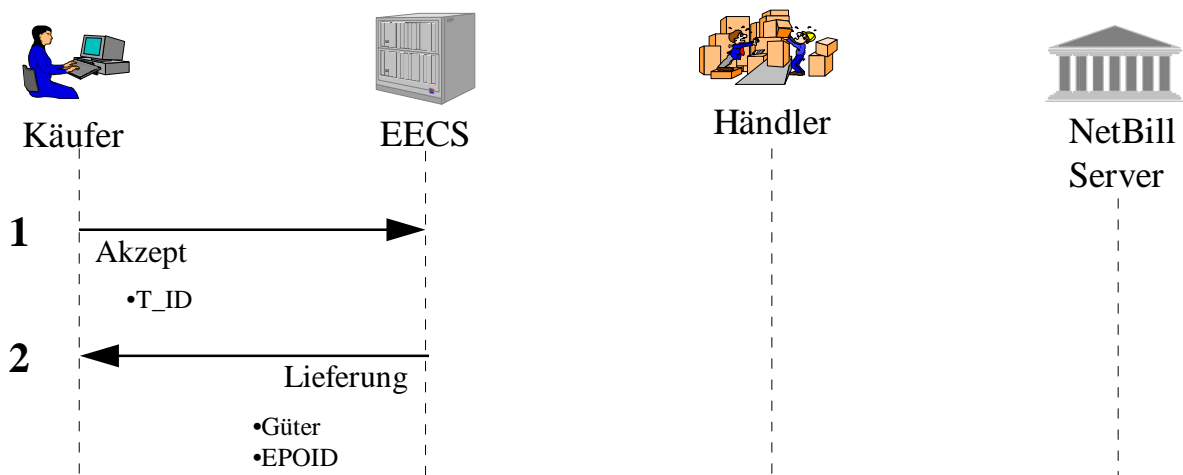 Käufer
EECS
Händler
NetBill
Server
1
Akzept
•T_ID
2
Lieferung
•Güter
•EPOID